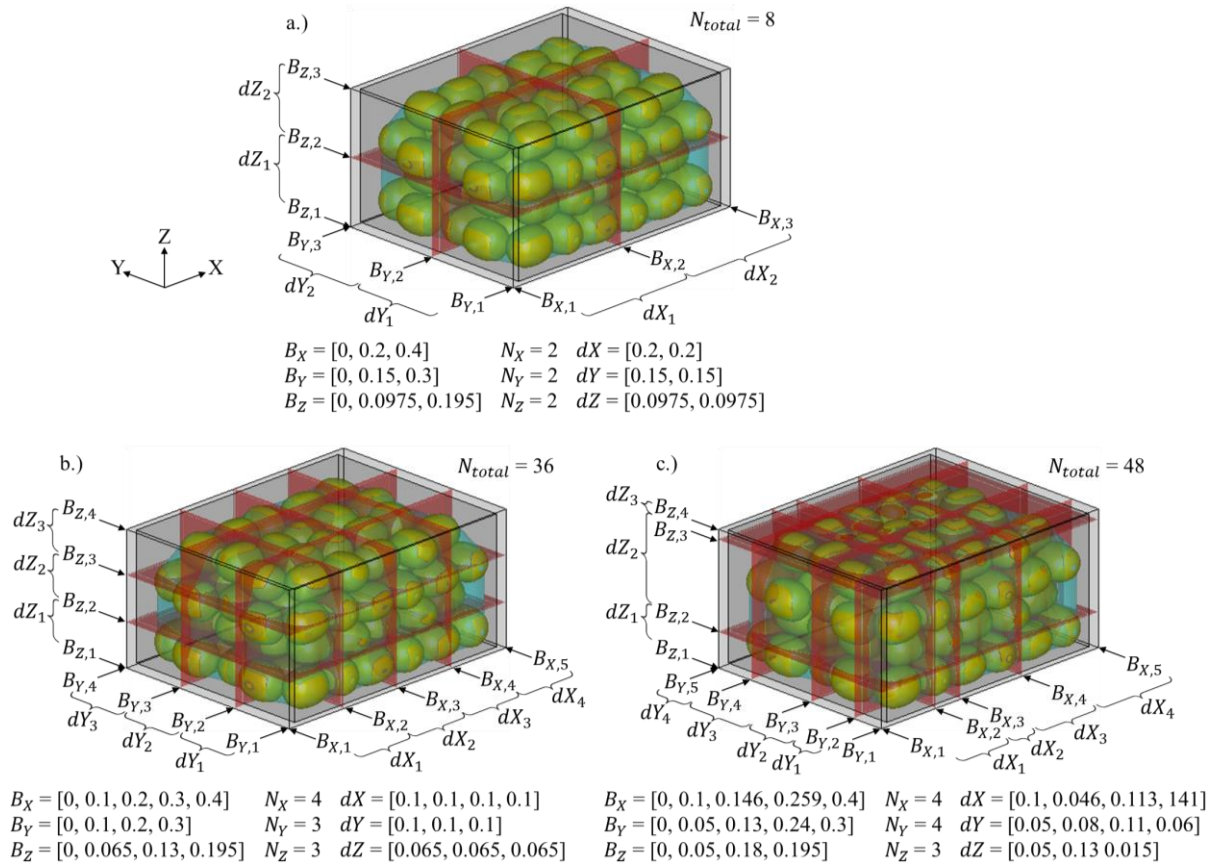 a.)
N_total = 8
B_Z,3
dZ_2
B_Z,2
dZ_1
B_Z,1
B_Y,3
B_X,3
Z
Y
X
B_Y,2
B_X,2
dY_2
dX_2
B_Y,1
B_X,1
dY_1
dX_1
B_X = [0, 0.2, 0.4] N_X = 2 dX = [0.2, 0.2]
B_Y = [0, 0.15, 0.3] N_Y = 2 dY = [0.15, 0.15]
B_Z = [0, 0.0975, 0.195] N_Z = 2 dZ = [0.0975, 0.0975]
b.)
N_total = 36
B_Z,4
dZ_3
B_Z,3
dZ_2
B_Z,2
dZ_1
B_Z,1
B_Y,4
B_X,5
B_Y,3
B_X,4
dX_4
dY_3
B_Y,2
B_X,3
dX_3
dY_2
B_Y,1
B_X,2
dX_2
dY_1
B_X,1
dX_1
B_X = [0, 0.1, 0.2, 0.3, 0.4] N_X = 4 dX = [0.1, 0.1, 0.1, 0.1]
B_Y = [0, 0.1, 0.2, 0.3] N_Y = 3 dY = [0.1, 0.1, 0.1]
B_Z = [0, 0.065, 0.13, 0.195] N_Z = 3 dZ = [0.065, 0.065, 0.065]
c.)
N_total = 48
dZ_3
B_Z,4
B_Z,3
dZ_2
dZ_1
B_Z,2
B_Z,1
B_Y,5
B_X,5
B_Y,4
B_X,4
dX_4
dY_4
B_Y,3
B_X,3
dX_3
dY_3
B_Y,2
B_X,2
dX_2
dY_2
B_Y,1
B_X,1
dX_1
dY_1
B_X = [0, 0.1, 0.146, 0.259, 0.4] N_X = 4 dX = [0.1, 0.046, 0.113, 141]
B_Y = [0, 0.05, 0.13, 0.24, 0.3] N_Y = 4 dY = [0.05, 0.08, 0.11, 0.06]
B_Z = [0, 0.05, 0.18, 0.195] N_Z = 3 dZ = [0.05, 0.13 0.015]